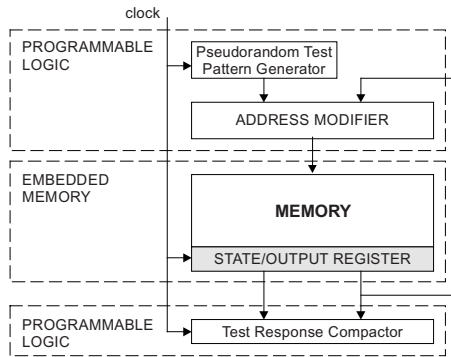 clock
PROGRAMMABLE
LOGIC
Pseudorandom Test
Pattern Generator
ADDRESS MODIFIER
EMBEDDED
MEMORY
MEMORY
STATE/OUTPUT REGISTER
PROGRAMMABLE
LOGIC
Test Response Compactor